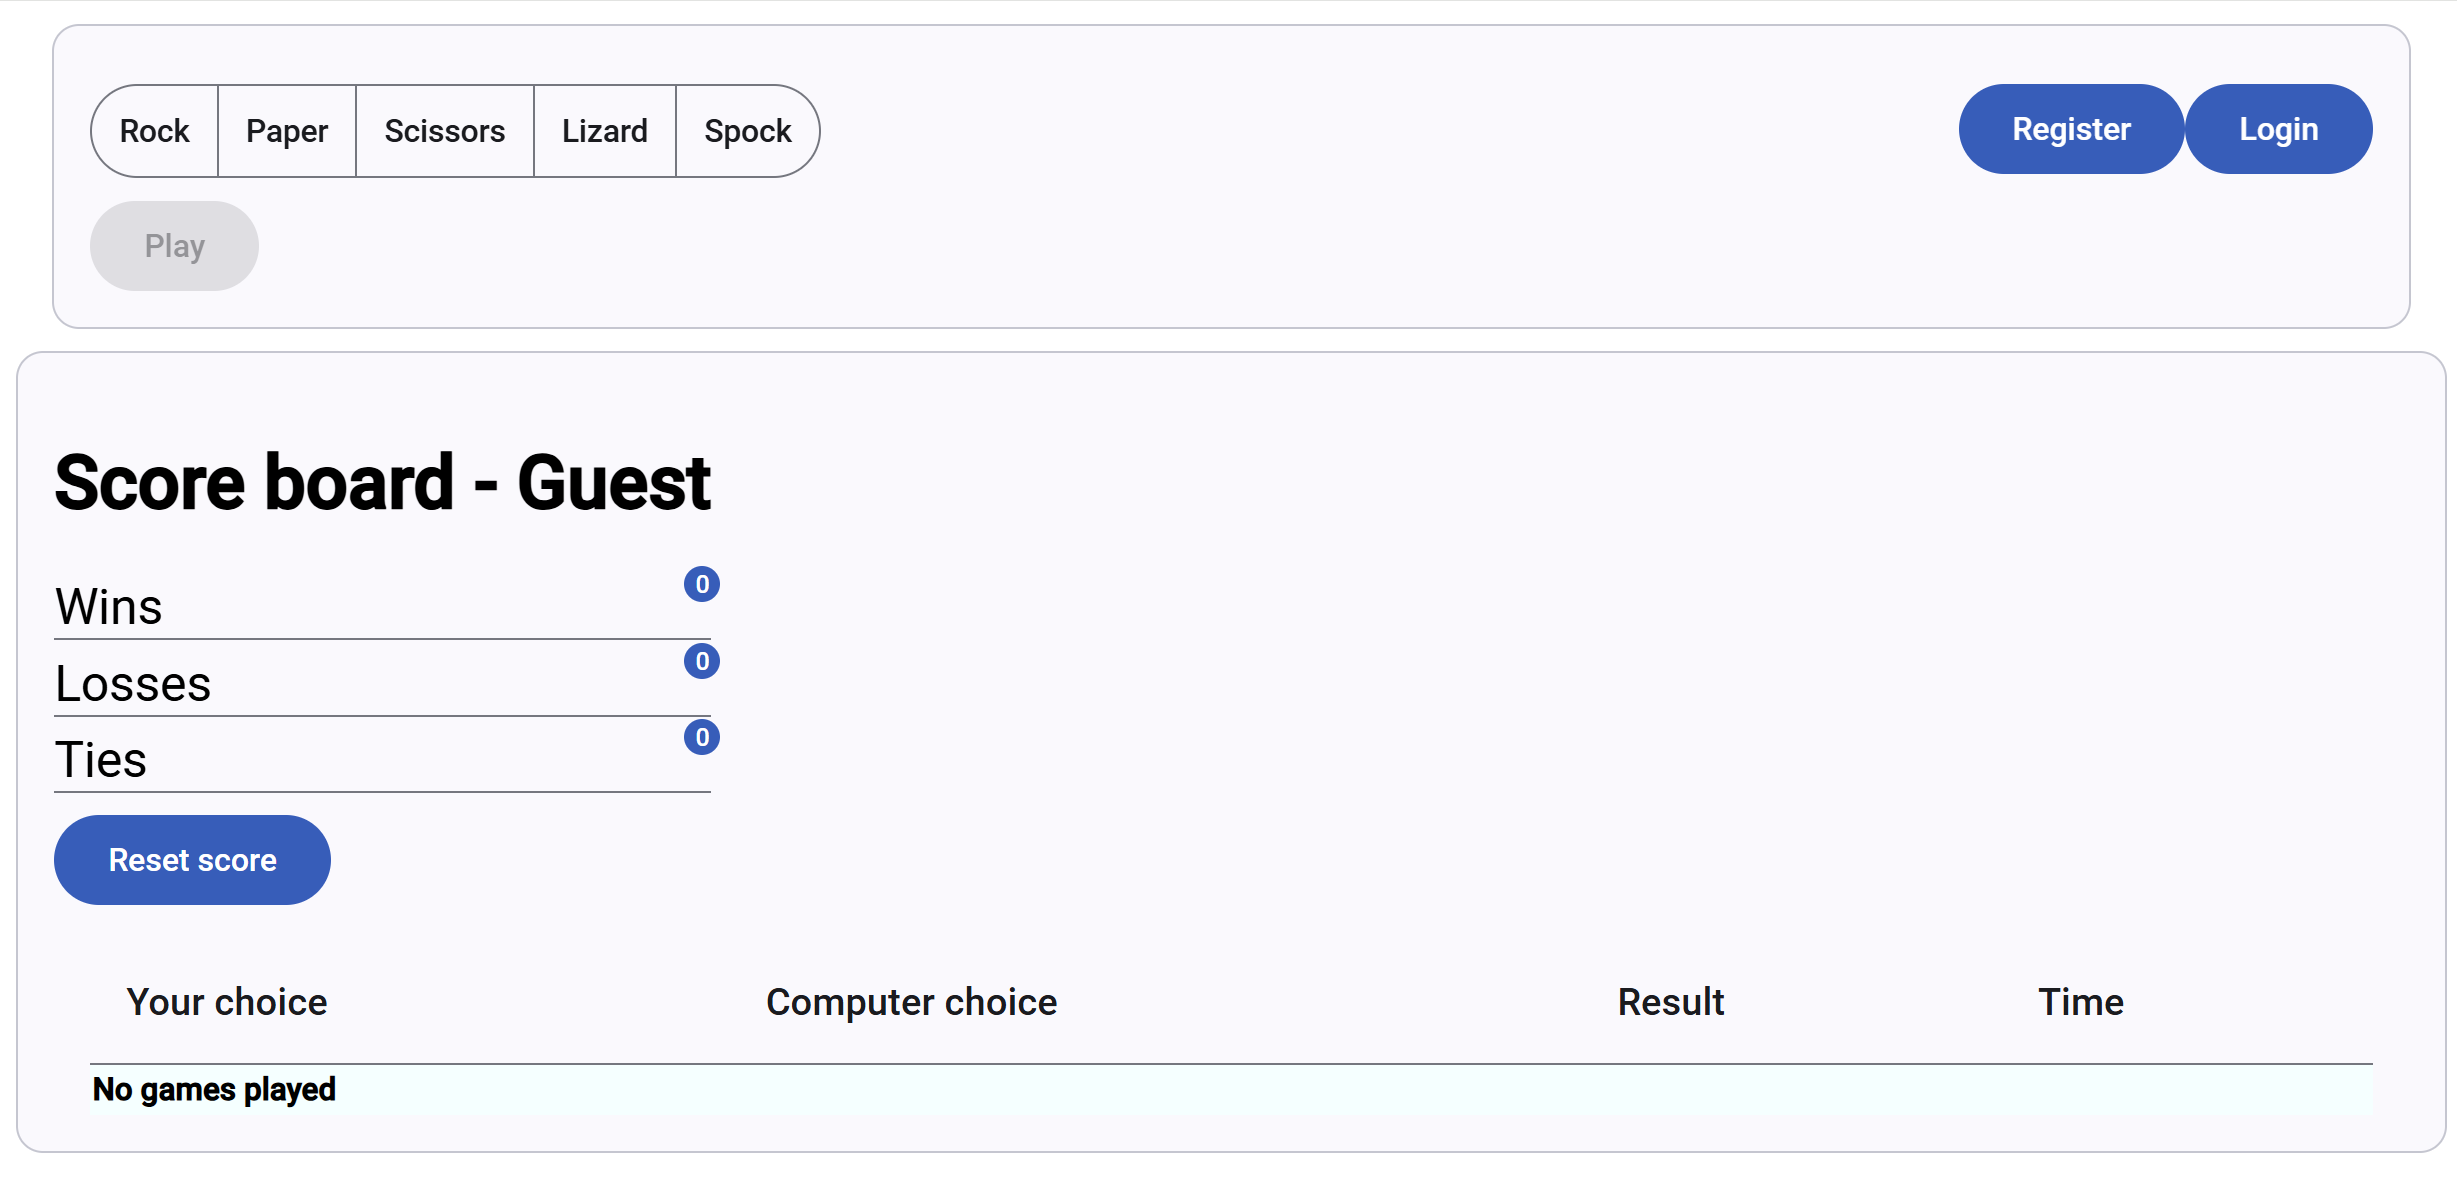 Rock Paper Scissors Lizard Spock Register Login
Play
Score board - Guest
Wins 0
Losses 0
Ties 0
Reset score
Your choice Computer choice Result Time
No games played